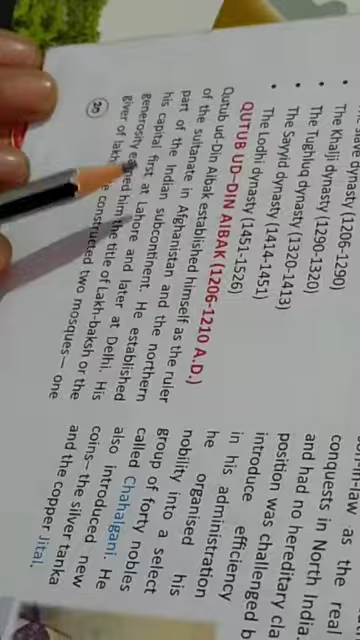 ave dynasty (1206-1290)
• The Khalji dynasty (1290-1320)
• The Tughluq dynasty (1320-1413)
• The Sayyid dynasty (1414-1451)
• The Lodhi dynasty (1451-1526)
QUTUB UD-DIN AIBAK (1206-1210 A.D.)
Qutub ud-Din Aibak established himself as the ruler
of the sultanate in Afghanistan and the northern
part of the Indian subcontinent. He established
his capital first at Lahore and later at Delhi. His
generosity earned him the title of Lakh-baksh or the
giver of lakh constructed two mosques— one
20
in-law as the real
conquests in North India.
and had no hereditary cla
position was challenged b
introduce efficiency
in his administration
he organised his
nobility into a select
group of forty nobles
called Chahalgani. He
also introduced new
coins— the silver tanka
and the copper Jital.